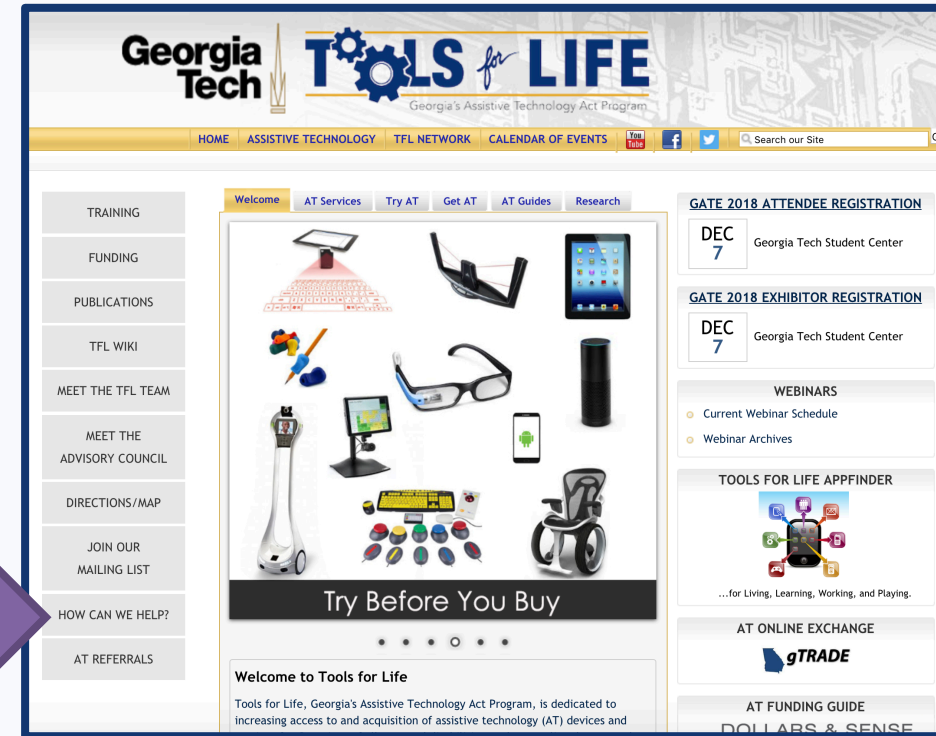 Georgia
Tech
TOOLS for LIFE
Georgia's Assistive Technology Act Program
HOME ASSISTIVE TECHNOLOGY TFL NETWORK CALENDAR OF EVENTS You Tube Search our Site
TRAINING
FUNDING
PUBLICATIONS
TFL WIKI
MEET THE TFL TEAM
MEET THE
ADVISORY COUNCIL
DIRECTIONS/MAP
JOIN OUR
MAILING LIST
HOW CAN WE HELP?
AT REFERRALS
Welcome AT Services Try AT Get AT AT Guides Research
Try Before You Buy
Welcome to Tools for Life
Tools for Life, Georgia's Assistive Technology Act Program, is dedicated to
increasing access to and acquisition of assistive technology (AT) devices and
GATE 2018 ATTENDEE REGISTRATION
DEC
7
Georgia Tech Student Center
GATE 2018 EXHIBITOR REGISTRATION
DEC
7
Georgia Tech Student Center
WEBINARS
Current Webinar Schedule
Webinar Archives
TOOLS FOR LIFE APPFINDER
...for Living, Learning, Working, and Playing.
AT ONLINE EXCHANGE
gTRADE
AT FUNDING GUIDE
DOLLARS & SENSE